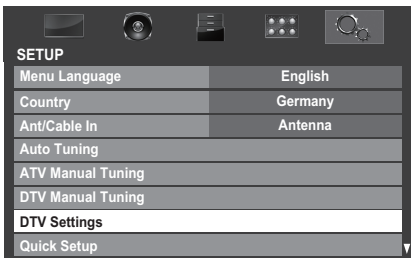 SETUP
Menu Language English
Country Germany
Ant/Cable In Antenna
Auto Tuning
ATV Manual Tuning
DTV Manual Tuning
DTV Settings
Quick Setup